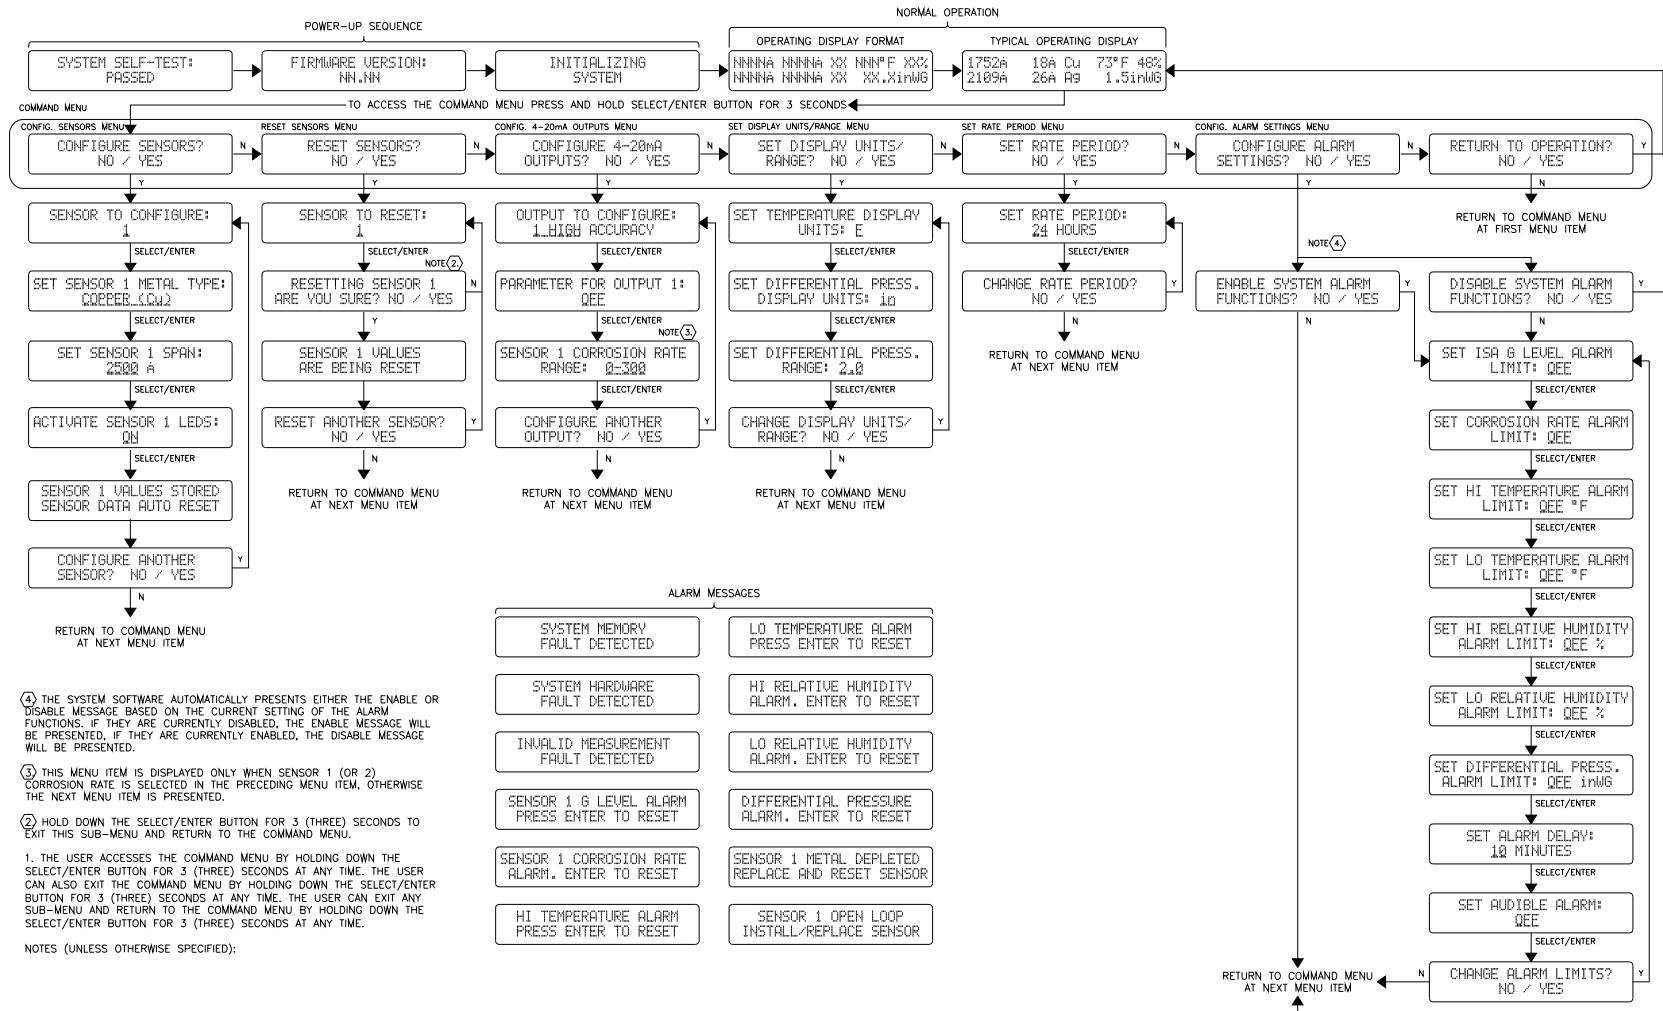 POWER-UP SEQUENCE
NORMAL OPERATION
OPERATING DISPLAY FORMAT
TYPICAL OPERATING DISPLAY
SYSTEM SELF-TEST:
PASSED
FIRMWARE VERSION:
NN.NN
INITIALIZING
SYSTEM
NNNNÅ NNNNÅ XX NNN°F XX%
NNNNÅ NNNNÅ XX XX.XinWG
1752Å 18Å Cu 73°F 48%
2109Å 26Å Ag 1.5inWG
TO ACCESS THE COMMAND MENU PRESS AND HOLD SELECT/ENTER BUTTON FOR 3 SECONDS
COMMAND MENU
CONFIG. SENSORS MENU
CONFIGURE SENSORS?
NO / YES
N
Y
RESET SENSORS MENU
RESET SENSORS?
NO / YES
N
Y
CONFIG. 4-20mA OUTPUTS MENU
CONFIGURE 4-20mA
OUTPUTS? NO / YES
N
Y
SET DISPLAY UNITS/RANGE MENU
SET DISPLAY UNITS/
RANGE? NO / YES
N
Y
SET RATE PERIOD MENU
SET RATE PERIOD?
NO / YES
N
Y
CONFIG. ALARM SETTINGS MENU
CONFIGURE ALARM
SETTINGS? NO / YES
N
Y
RETURN TO OPERATION?
NO / YES
Y
N
RETURN TO COMMAND MENU
AT FIRST MENU ITEM
SENSOR TO CONFIGURE:
1
SELECT/ENTER
SET SENSOR 1 METAL TYPE:
COPPER (Cu)
SELECT/ENTER
SET SENSOR 1 SPAN:
2500 Å
SELECT/ENTER
ACTIVATE SENSOR 1 LEDS:
ON
SELECT/ENTER
SENSOR 1 VALUES STORED
SENSOR DATA AUTO RESET
CONFIGURE ANOTHER
SENSOR? NO / YES
Y
N
RETURN TO COMMAND MENU
AT NEXT MENU ITEM
SENSOR TO RESET:
1
SELECT/ENTER
NOTE 2.
RESETTING SENSOR 1
ARE YOU SURE? NO / YES
N
Y
SENSOR 1 VALUES
ARE BEING RESET
RESET ANOTHER SENSOR?
NO / YES
Y
N
RETURN TO COMMAND MENU
AT NEXT MENU ITEM
OUTPUT TO CONFIGURE:
1 HIGH ACCURACY
SELECT/ENTER
PARAMETER FOR OUTPUT 1:
OFF
SELECT/ENTER
NOTE 3.
SENSOR 1 CORROSION RATE
RANGE: 0-300
SELECT/ENTER
CONFIGURE ANOTHER
OUTPUT? NO / YES
Y
N
RETURN TO COMMAND MENU
AT NEXT MENU ITEM
SET TEMPERATURE DISPLAY
UNITS: F
SELECT/ENTER
SET DIFFERENTIAL PRESS.
DISPLAY UNITS: in
SELECT/ENTER
SET DIFFERENTIAL PRESS.
RANGE: 2.0
SELECT/ENTER
CHANGE DISPLAY UNITS/
RANGE? NO / YES
Y
N
RETURN TO COMMAND MENU
AT NEXT MENU ITEM
SET RATE PERIOD:
24 HOURS
SELECT/ENTER
CHANGE RATE PERIOD?
NO / YES
Y
N
RETURN TO COMMAND MENU
AT NEXT MENU ITEM
NOTE 4.
ENABLE SYSTEM ALARM
FUNCTIONS? NO / YES
Y
N
DISABLE SYSTEM ALARM
FUNCTIONS? NO / YES
Y
N
SET ISA G LEVEL ALARM
LIMIT: OFF
SELECT/ENTER
SET CORROSION RATE ALARM
LIMIT: OFF
SELECT/ENTER
SET HI TEMPERATURE ALARM
LIMIT: OFF °F
SELECT/ENTER
SET LO TEMPERATURE ALARM
LIMIT: OFF °F
SELECT/ENTER
SET HI RELATIVE HUMIDITY
ALARM LIMIT: OFF %
SELECT/ENTER
SET LO RELATIVE HUMIDITY
ALARM LIMIT: OFF %
SELECT/ENTER
SET DIFFERENTIAL PRESS.
ALARM LIMIT: OFF inWG
SELECT/ENTER
SET ALARM DELAY:
10 MINUTES
SELECT/ENTER
SET AUDIBLE ALARM:
OFF
SELECT/ENTER
CHANGE ALARM LIMITS?
NO / YES
N
Y
RETURN TO COMMAND MENU
AT NEXT MENU ITEM
ALARM MESSAGES
SYSTEM MEMORY
FAULT DETECTED
SYSTEM HARDWARE
FAULT DETECTED
INVALID MEASUREMENT
FAULT DETECTED
SENSOR 1 G LEVEL ALARM
PRESS ENTER TO RESET
SENSOR 1 CORROSION RATE
ALARM. ENTER TO RESET
HI TEMPERATURE ALARM
PRESS ENTER TO RESET
LO TEMPERATURE ALARM
PRESS ENTER TO RESET
HI RELATIVE HUMIDITY
ALARM. ENTER TO RESET
LO RELATIVE HUMIDITY
ALARM. ENTER TO RESET
DIFFERENTIAL PRESSURE
ALARM. ENTER TO RESET
SENSOR 1 METAL DEPLETED
REPLACE AND RESET SENSOR
SENSOR 1 OPEN LOOP
INSTALL/REPLACE SENSOR
4. THE SYSTEM SOFTWARE AUTOMATICALLY PRESENTS EITHER THE ENABLE OR
DISABLE MESSAGE BASED ON THE CURRENT SETTING OF THE ALARM
FUNCTIONS. IF THEY ARE CURRENTLY DISABLED, THE ENABLE MESSAGE WILL
BE PRESENTED, IF THEY ARE CURRENTLY ENABLED, THE DISABLE MESSAGE
WILL BE PRESENTED.
3. THIS MENU ITEM IS DISPLAYED ONLY WHEN SENSOR 1 (OR 2)
CORROSION RATE IS SELECTED IN THE PRECEDING MENU ITEM, OTHERWISE
THE NEXT MENU ITEM IS PRESENTED.
2. HOLD DOWN THE SELECT/ENTER BUTTON FOR 3 (THREE) SECONDS TO
EXIT THIS SUB-MENU AND RETURN TO THE COMMAND MENU.
1. THE USER ACCESSES THE COMMAND MENU BY HOLDING DOWN THE
SELECT/ENTER BUTTON FOR 3 (THREE) SECONDS AT ANY TIME. THE USER
CAN ALSO EXIT THE COMMAND MENU BY HOLDING DOWN THE SELECT/ENTER
BUTTON FOR 3 (THREE) SECONDS AT ANY TIME. THE USER CAN EXIT ANY
SUB-MENU AND RETURN TO THE COMMAND MENU BY HOLDING DOWN THE
SELECT/ENTER BUTTON FOR 3 (THREE) SECONDS AT ANY TIME.
NOTES (UNLESS OTHERWISE SPECIFIED):